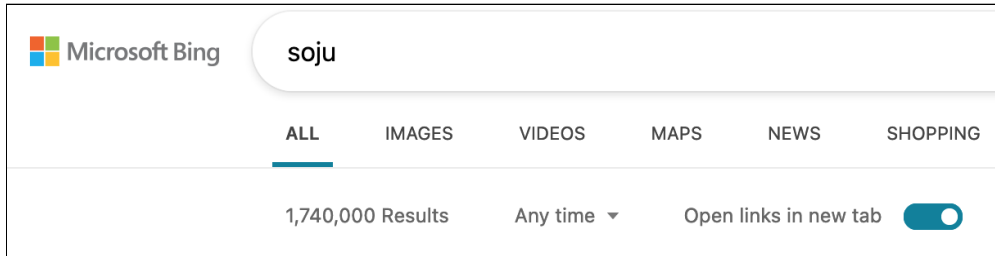 Microsoft Bing soju
ALL IMAGES VIDEOS MAPS NEWS SHOPPING
1,740,000 Results Any time Open links in new tab